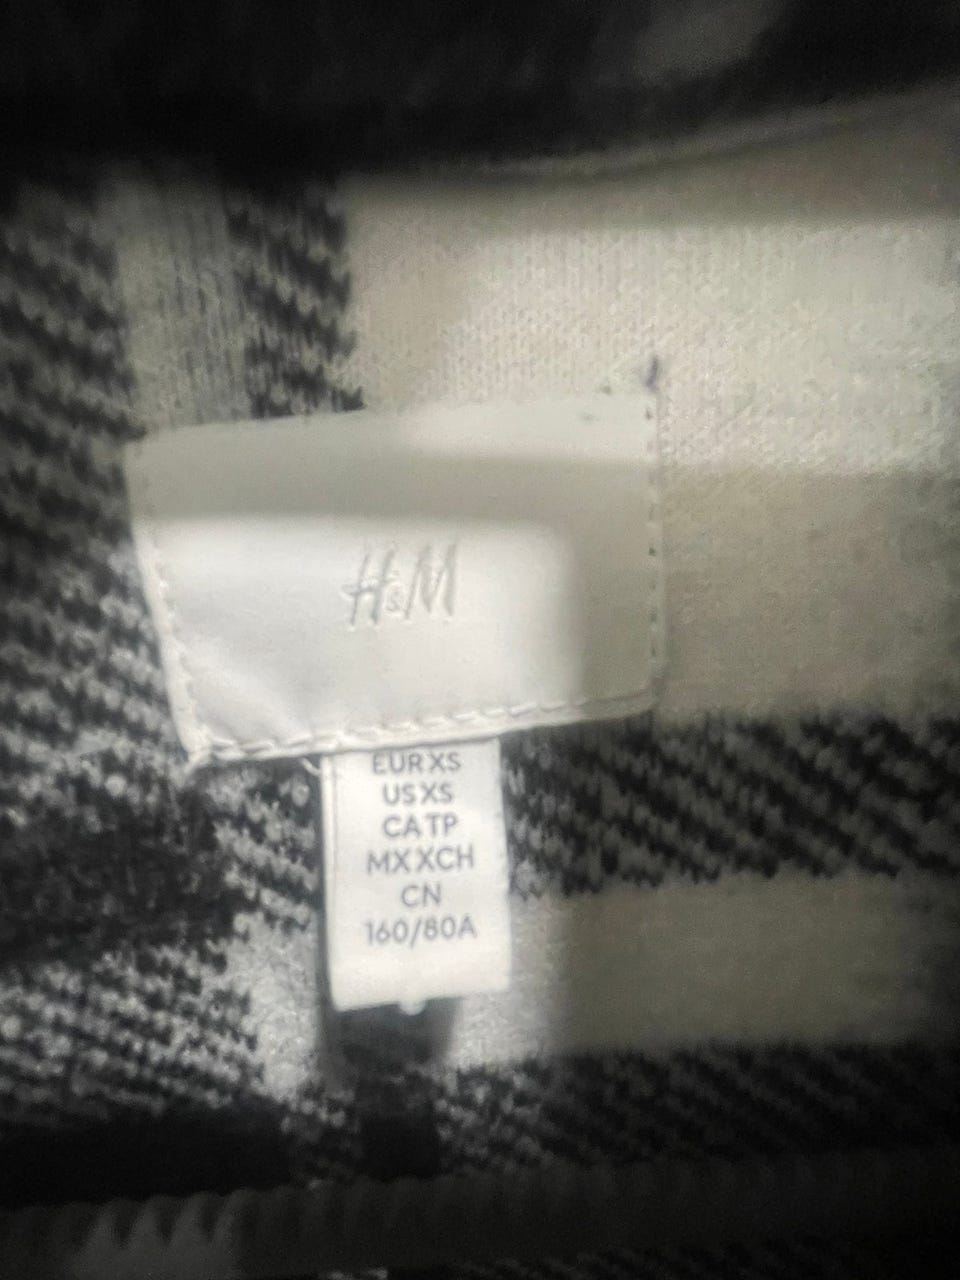 H&M
EUR XS
US XS
CA TP
MX XCH
CN
160/80A